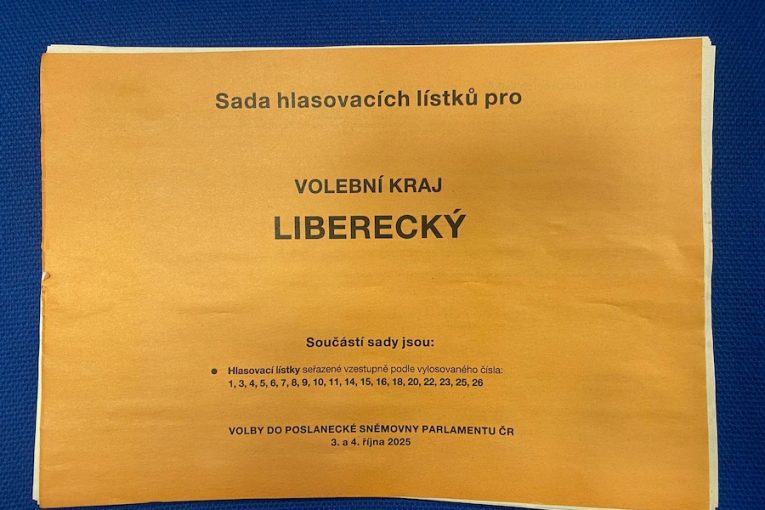 Sada hlasovacích lístků pro
VOLEBNÍ KRAJ
LIBERECKÝ
Součástí sady jsou:
● Hlasovací lístky seřazené vzestupně podle vylosovaného čísla:
1, 3, 4, 5, 6, 7, 8, 9, 10, 11, 14, 15, 16, 18, 20, 22, 23, 25, 26
VOLBY DO POSLANECKÉ SNĚMOVNY PARLAMENTU ČR
3. a 4. října 2025